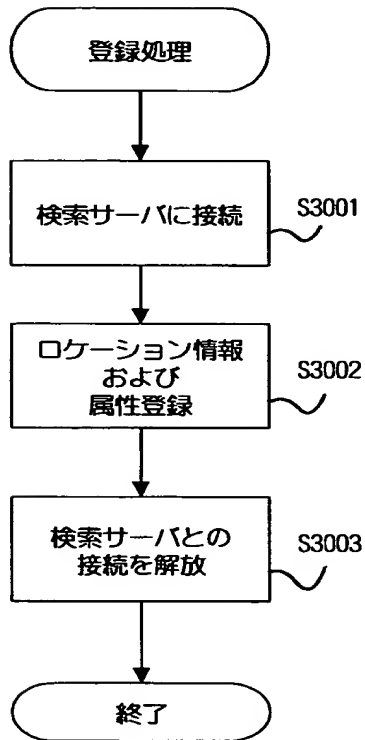 登録処理
検索サーバに接続
S3001
ロケーション情報
および
属性登録
S3002
検索サーバとの
接続を解放
S3003
終了